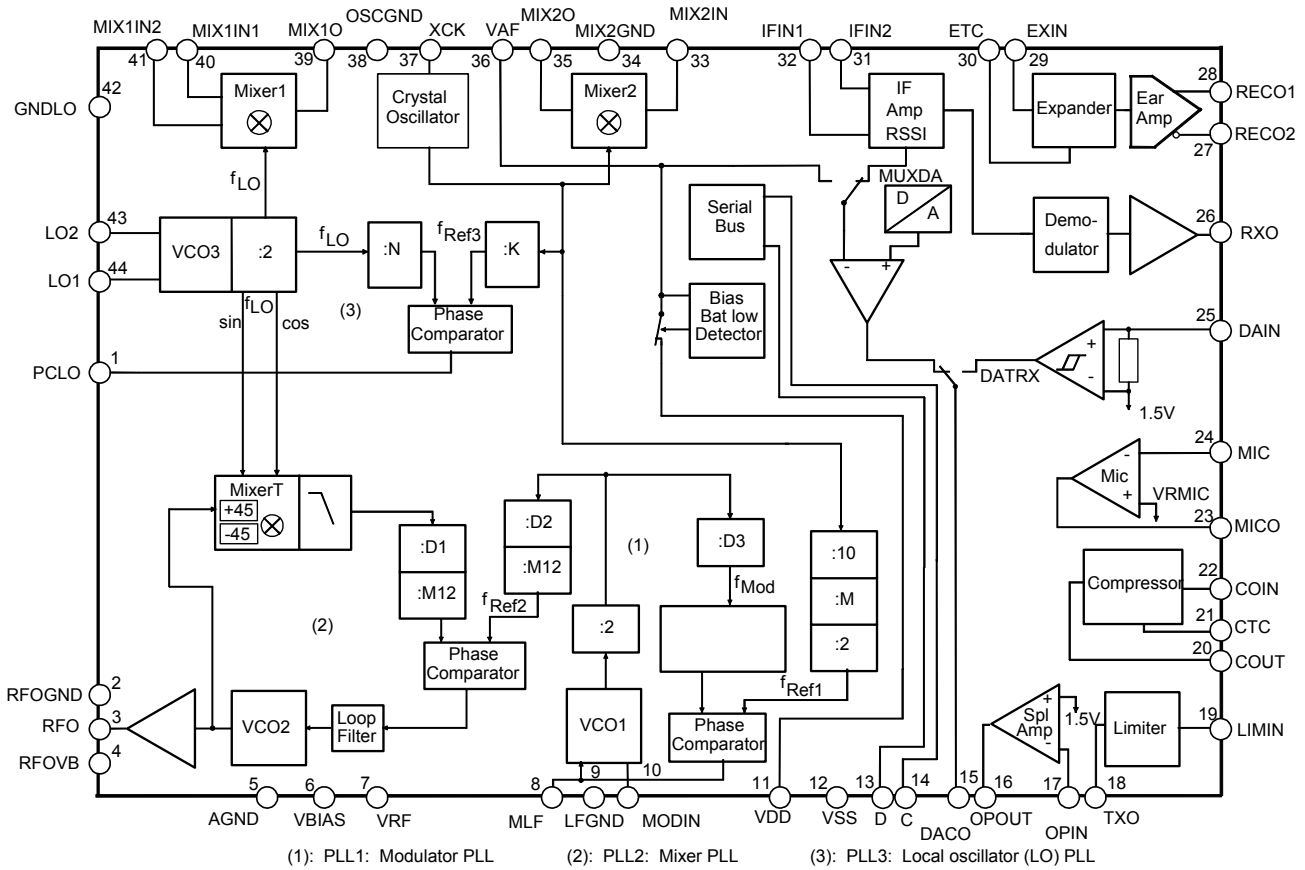 MIX1IN2
MIX1IN1
MIX1O
OSCGND
XCK
VAF
MIX2O
MIX2GND
MIX2IN
IFIN1
IFIN2
ETC
EXIN
41
40
39
38
37
36
35
34
33
32
31
30
29
42
GNDLO
Mixer1
Crystal
Oscillator
Mixer2
IF
Amp
RSSI
Expander
Ear
Amp
28
RECO1
RECO2
27
fLO
MUXDA
D
A
Serial
Bus
43
LO2
VCO3
:2
fLO
:N
fRef3
:K
Demo-
dulator
26
RXO
44
LO1
- +
fLO
sin
cos
(3)
Phase
Comparator
Bias
Bat low
Detector
1
PCLO
25
DAIN
+
-
DATRX
1.5V
24
MIC
-
Mic
+
VRMIC
23
MICO
MixerT
+45
-45
:D1
:M12
:D2
:M12
(1)
:D3
fMod
:10
:M
:2
Compressor
22
COIN
21
CTC
20
COUT
(2)
fRef2
:2
Phase
Comparator
fRef1
2
RFOGND
3
RFO
4
RFOVB
VCO2
Loop
Filter
VCO1
Phase
Comparator
+
Spl
Amp
-
1.5V
Limiter
19
LIMIN
5
6
7
8
9
10
11
12
13
14
15
16
17
18
AGND
VBIAS
VRF
MLF
LFGND
MODIN
VDD
VSS
D
C
DACO
OPOUT
OPIN
TXO
(1): PLL1: Modulator PLL
(2): PLL2: Mixer PLL
(3): PLL3: Local oscillator (LO) PLL